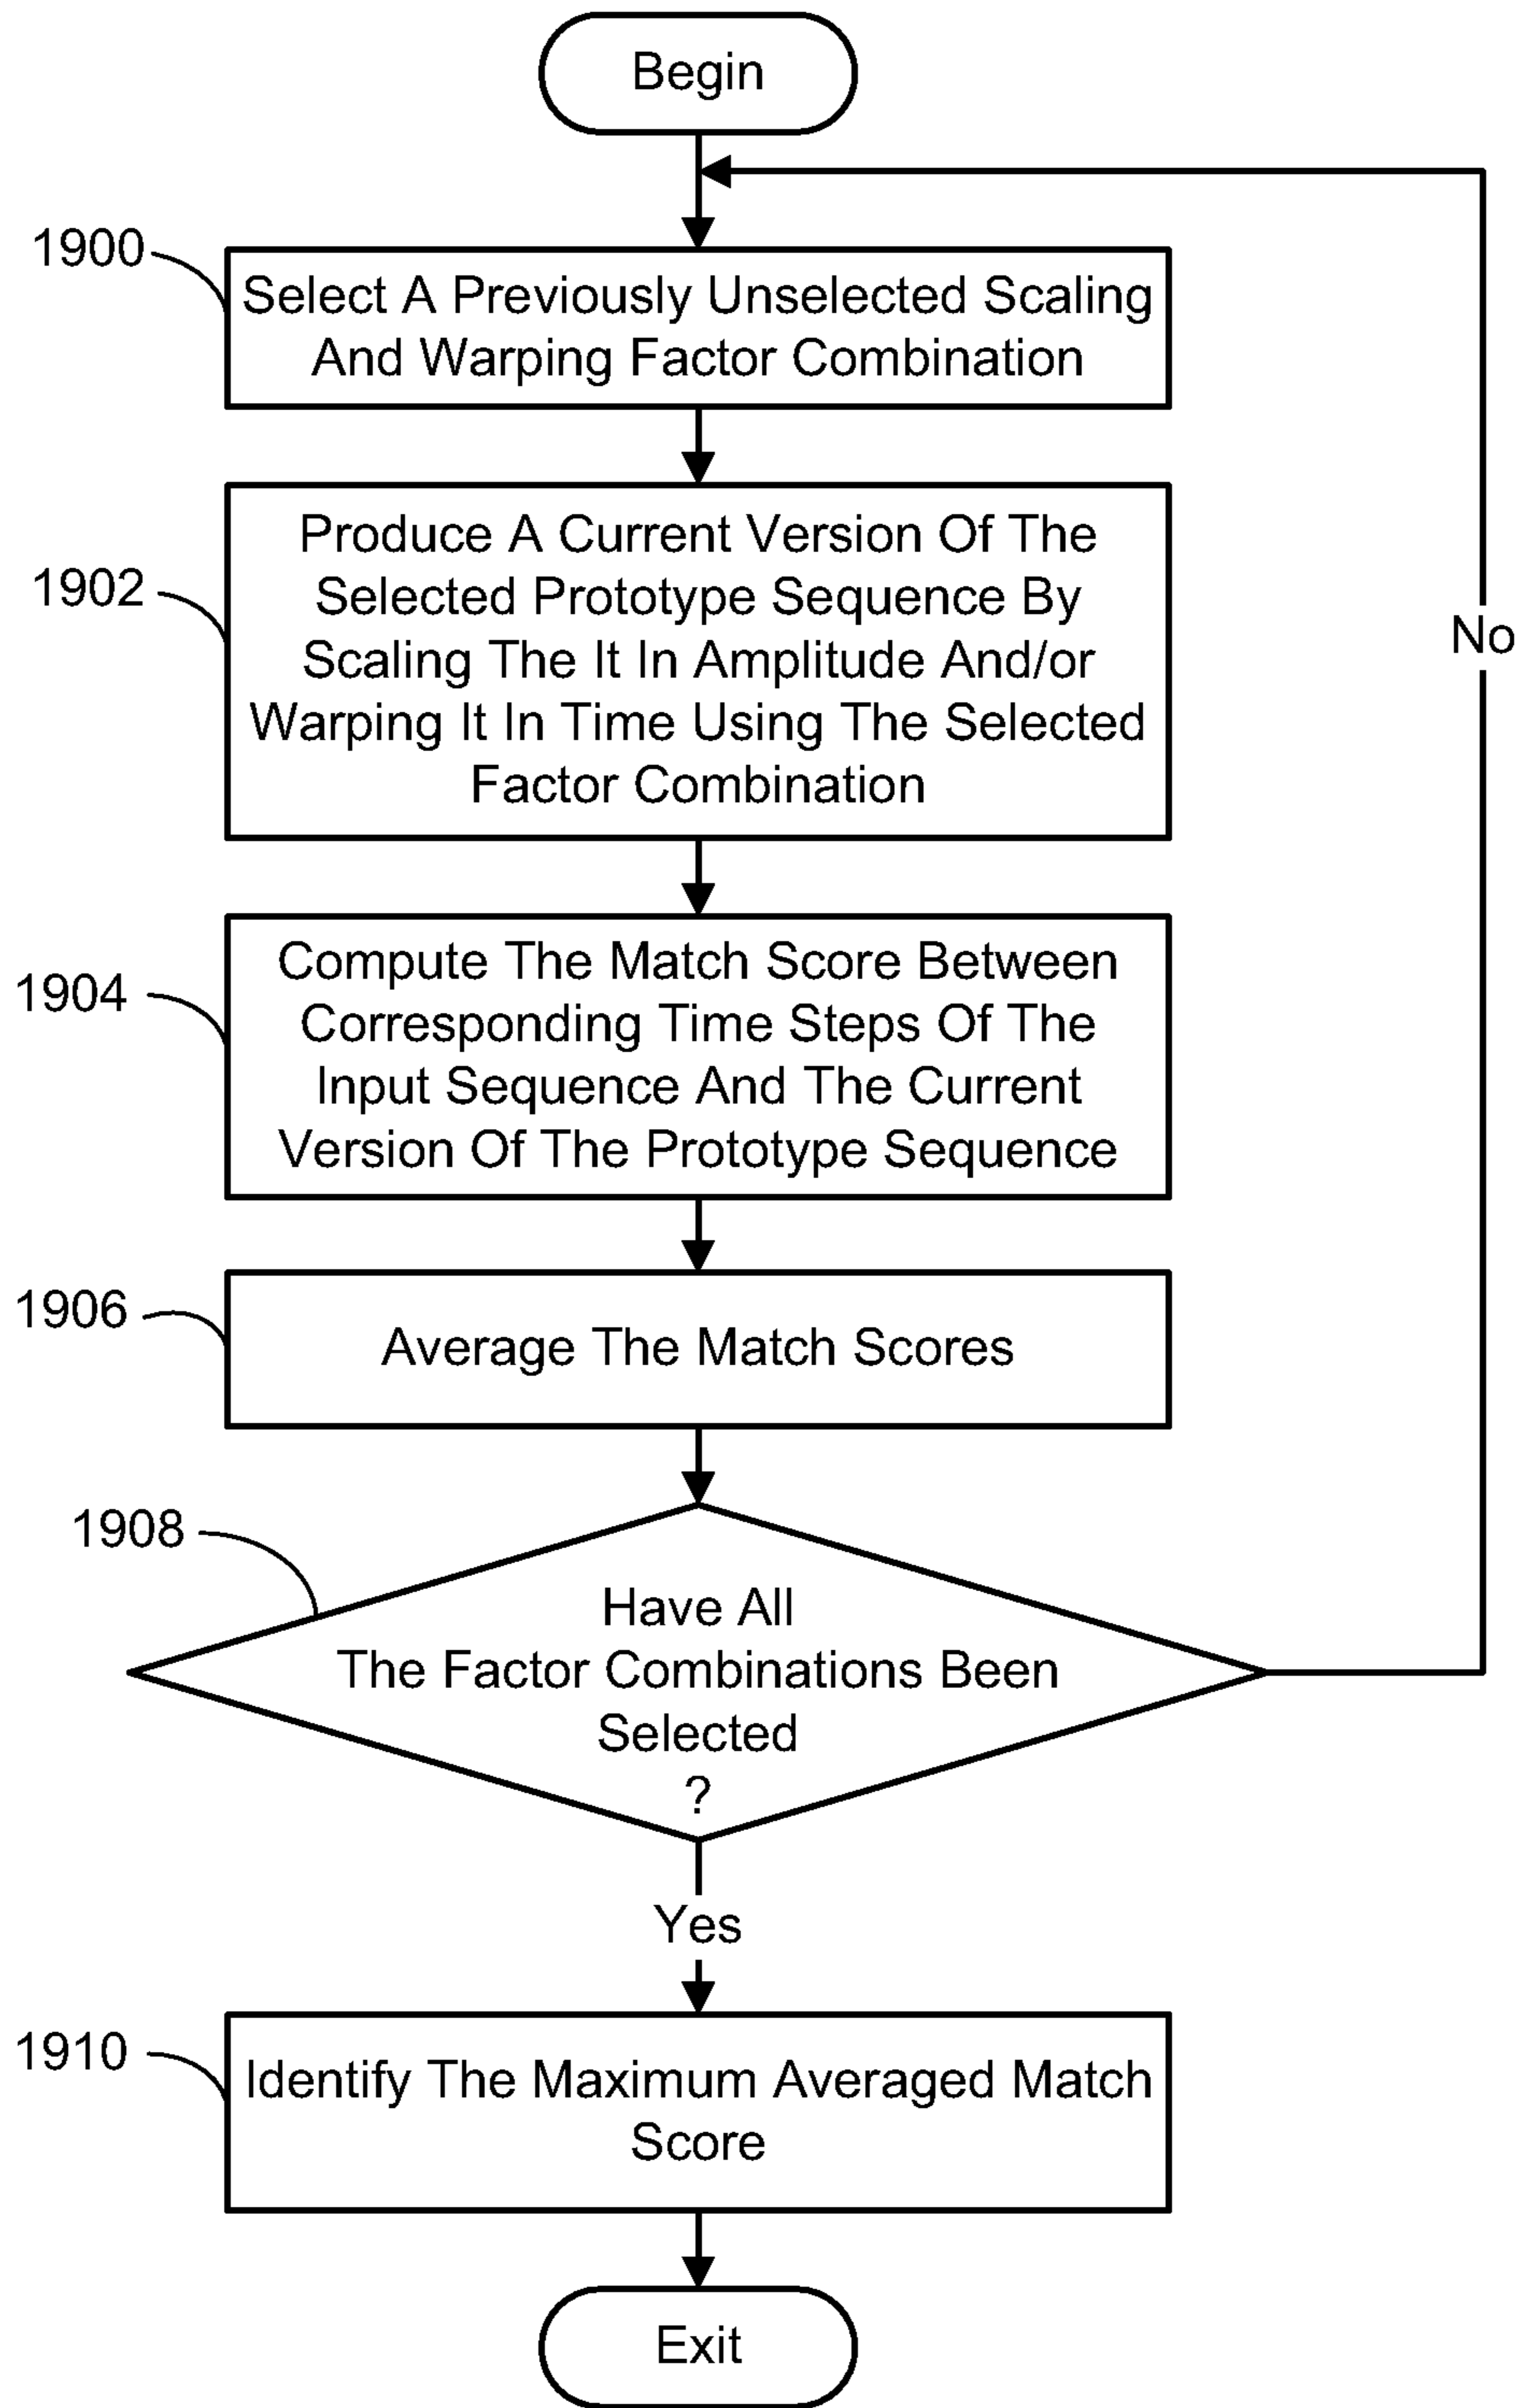 Begin
1900
Select A Previously Unselected Scaling
And Warping Factor Combination
1902
Produce A Current Version Of The
Selected Prototype Sequence By
Scaling The It In Amplitude And/or
Warping It In Time Using The Selected
Factor Combination
No
1904
Compute The Match Score Between
Corresponding Time Steps Of The
Input Sequence And The Current
Version Of The Prototype Sequence
1906
Average The Match Scores
1908
Have All
The Factor Combinations Been
Selected
?
Yes
1910
Identify The Maximum Averaged Match
Score
Exit